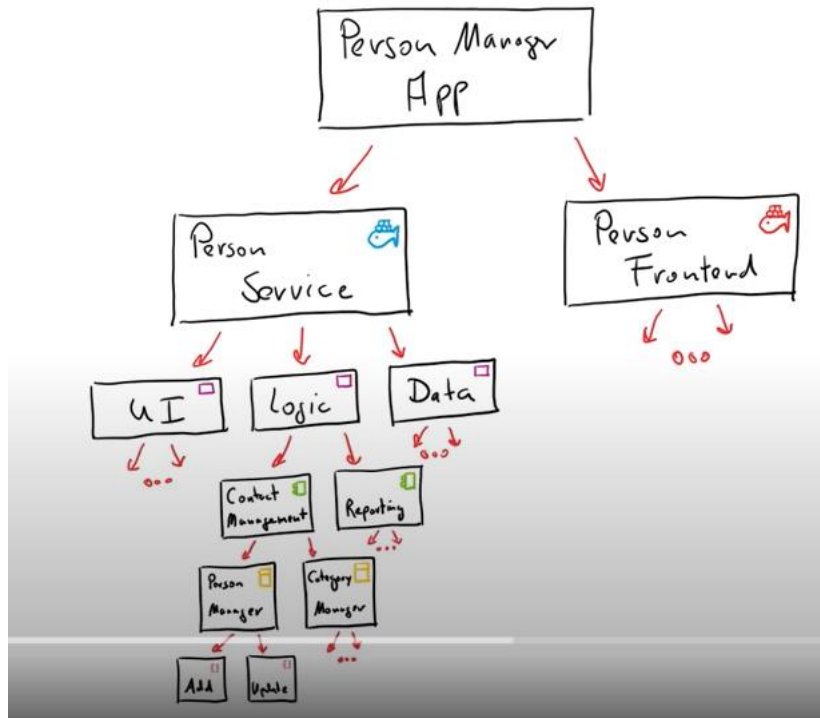 Person Manager
App
Person
Service
Person
Frontend
...
UI
Logic
Data
...
...
Contact
Management
Reporting
...
Person
Manager
Category
Manager
...
Add
Update